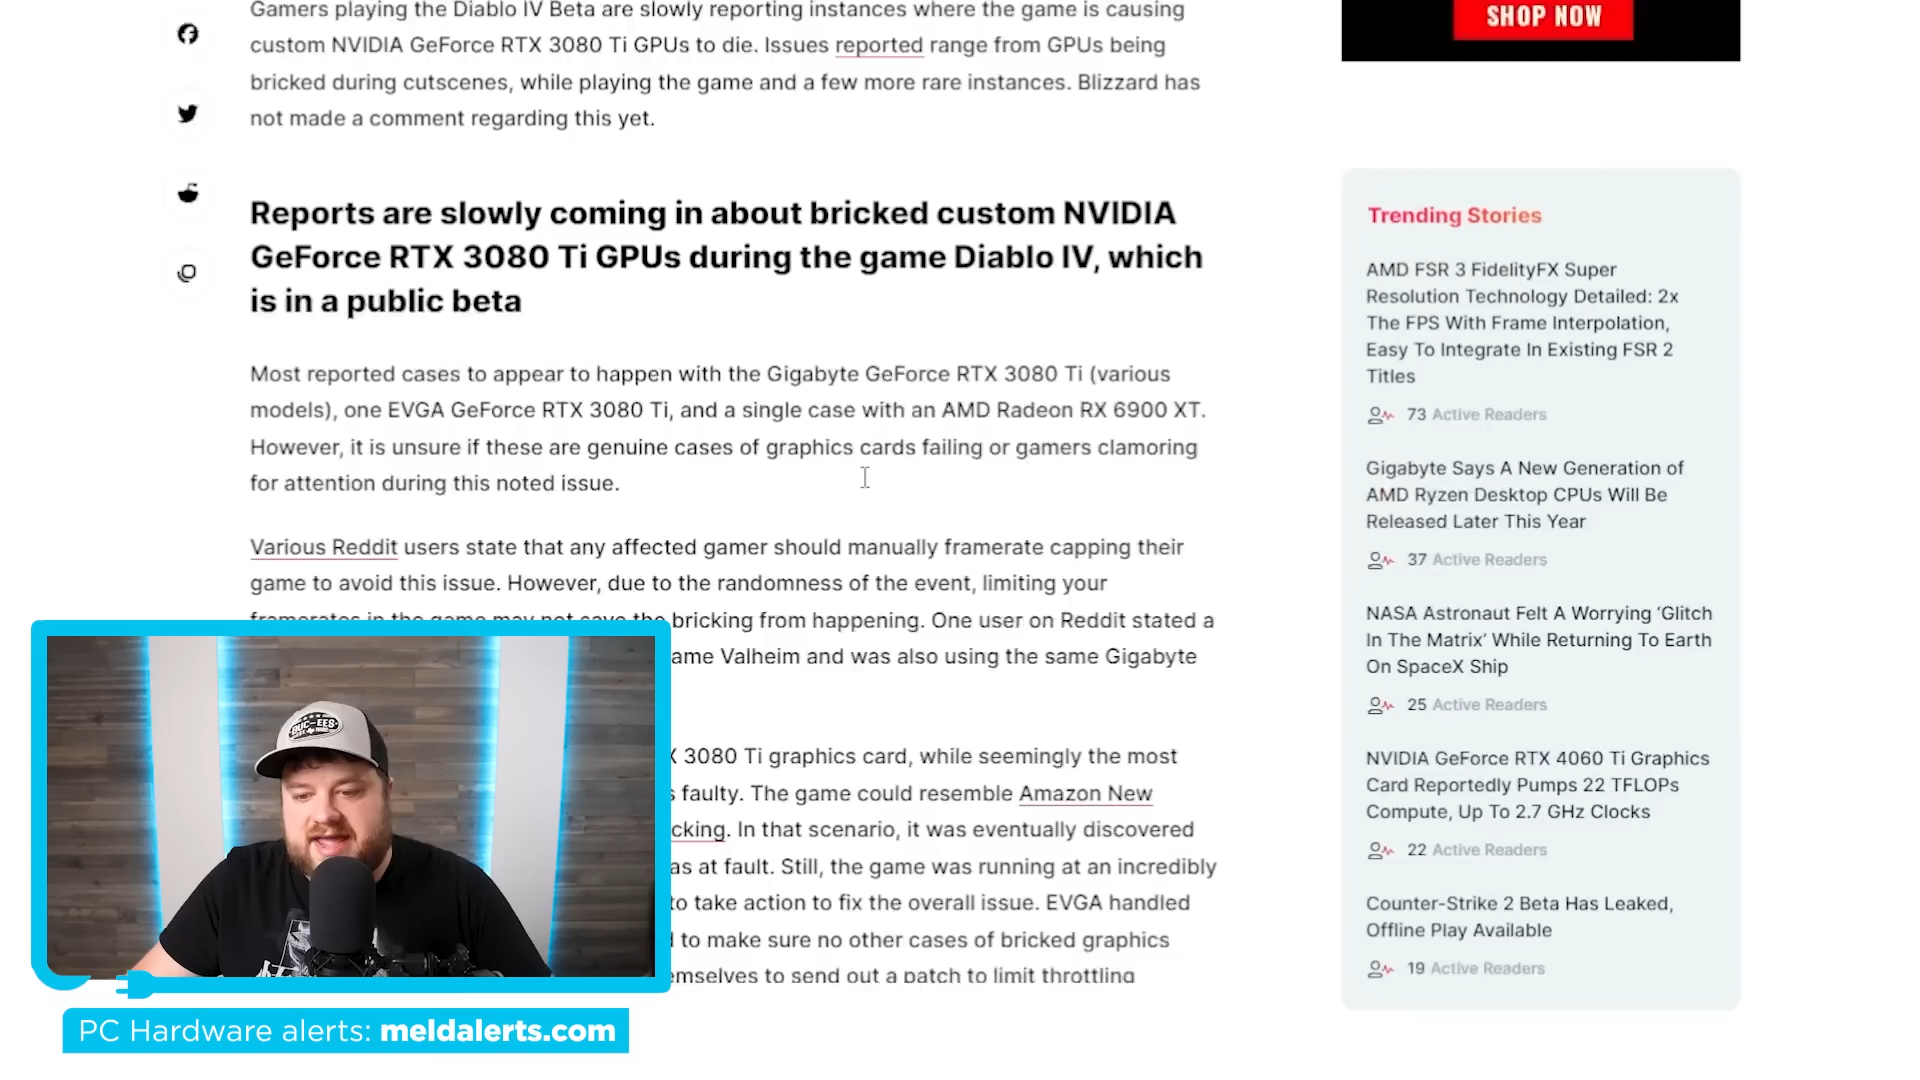 Gamers playing the Diablo IV Beta are slowly reporting instances where the game is causing
custom NVIDIA GeForce RTX 3080 Ti GPUs to die. Issues reported range from GPUs being
bricked during cutscenes, while playing the game and a few more rare instances. Blizzard has
not made a comment regarding this yet.
Reports are slowly coming in about bricked custom NVIDIA
GeForce RTX 3080 Ti GPUs during the game Diablo IV, which
is in a public beta
Most reported cases to appear to happen with the Gigabyte GeForce RTX 3080 Ti (various
models), one EVGA GeForce RTX 3080 Ti, and a single case with an AMD Radeon RX 6900 XT.
However, it is unsure if these are genuine cases of graphics cards failing or gamers clamoring
for attention during this noted issue.
Various Reddit users state that any affected gamer should manually framerate capping their
game to avoid this issue. However, due to the randomness of the event, limiting your
framerates in the game may not save the bricking from happening. One user on Reddit stated a
ame Valheim and was also using the same Gigabyte
X 3080 Ti graphics card, while seemingly the most
s faulty. The game could resemble Amazon New
cking. In that scenario, it was eventually discovered
as at fault. Still, the game was running at an incredibly
to take action to fix the overall issue. EVGA handled
to make sure no other cases of bricked graphics
emselves to send out a patch to limit throttling
SHOP NOW
Trending Stories
AMD FSR 3 FidelityFX Super
Resolution Technology Detailed: 2x
The FPS With Frame Interpolation,
Easy To Integrate In Existing FSR 2
Titles
73 Active Readers
Gigabyte Says A New Generation of
AMD Ryzen Desktop CPUs Will Be
Released Later This Year
37 Active Readers
NASA Astronaut Felt A Worrying ‘Glitch
In The Matrix’ While Returning To Earth
On SpaceX Ship
25 Active Readers
NVIDIA GeForce RTX 4060 Ti Graphics
Card Reportedly Pumps 22 TFLOPs
Compute, Up To 2.7 GHz Clocks
22 Active Readers
Counter-Strike 2 Beta Has Leaked,
Offline Play Available
19 Active Readers
BUC-EES
PC Hardware alerts: meldalerts.com